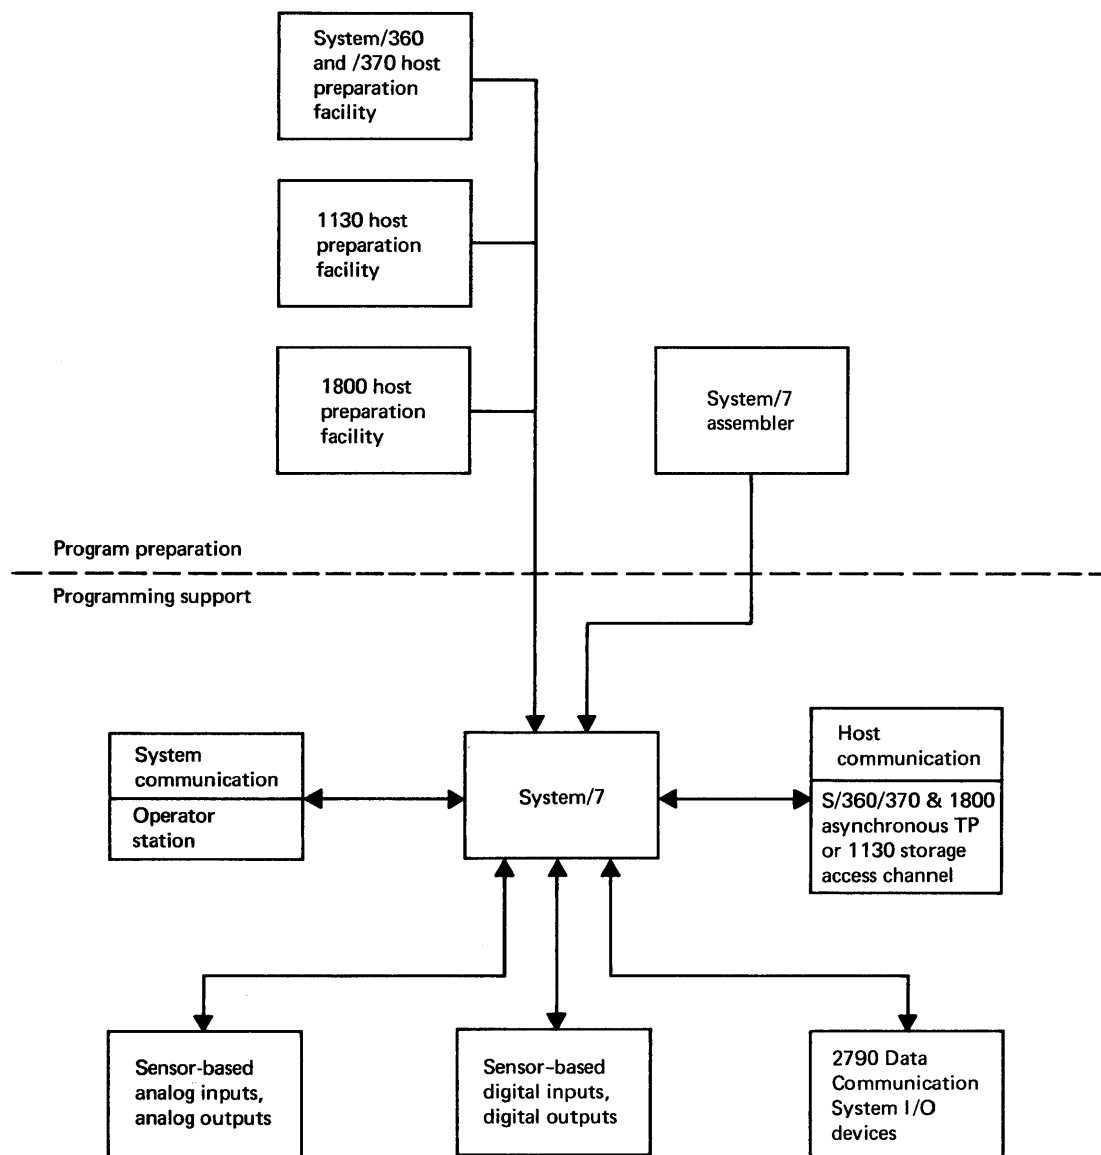 System/360
and /370 host
preparation
facility
1130 host
preparation
facility
1800 host
preparation
facility
System/7
assembler
Program preparation
Programming support
System
communication
Operator
station
System/7
Host
communication
S/360/370 & 1800
asynchronous TP
or 1130 storage
access channel
Sensor-based
analog inputs,
analog outputs
Sensor-based
digital inputs,
digital outputs
2790 Data
Communication
System I/O
devices